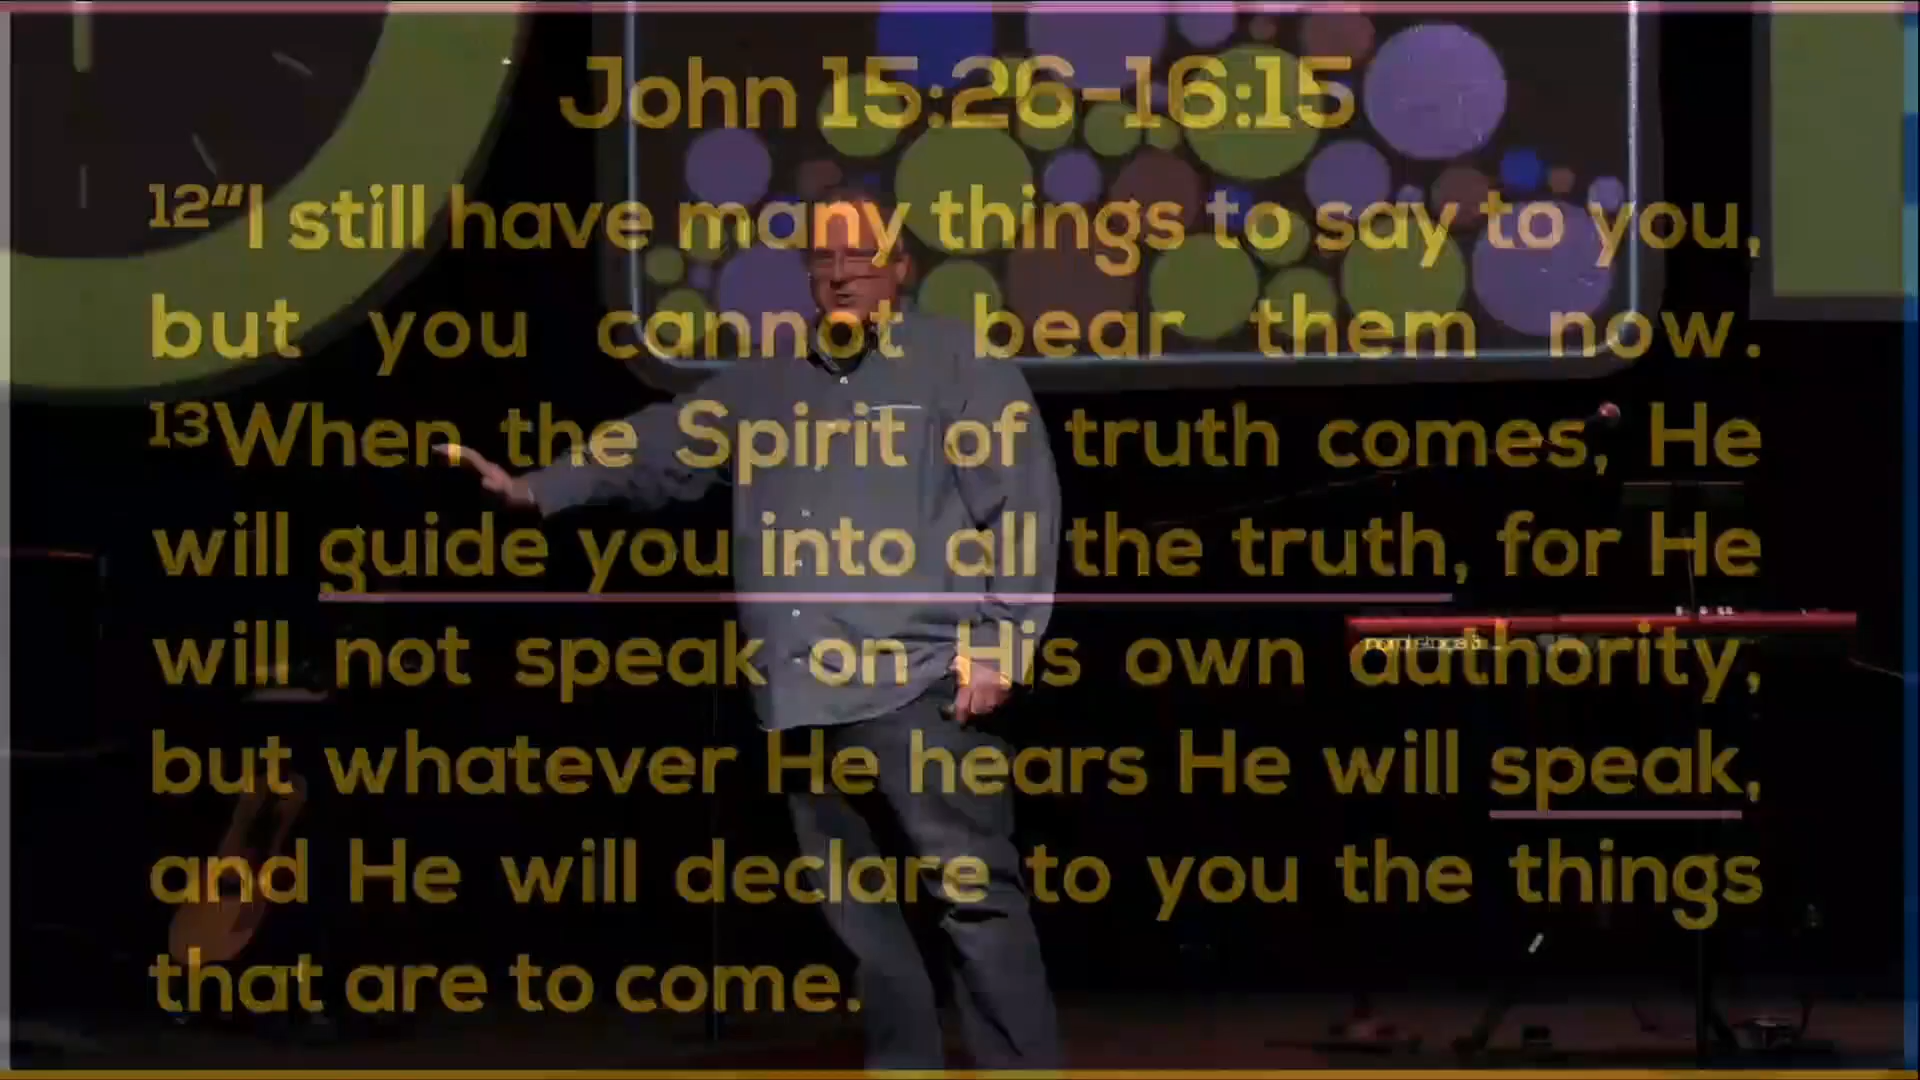 John 15:26-16:15
12“I still have many things to say to you,
but you cannot bear them now.
13When the Spirit of truth comes, He
will guide you into all the truth, for He
will not speak on His own authority,
but whatever He hears He will speak,
and He will declare to you the things
that are to come.